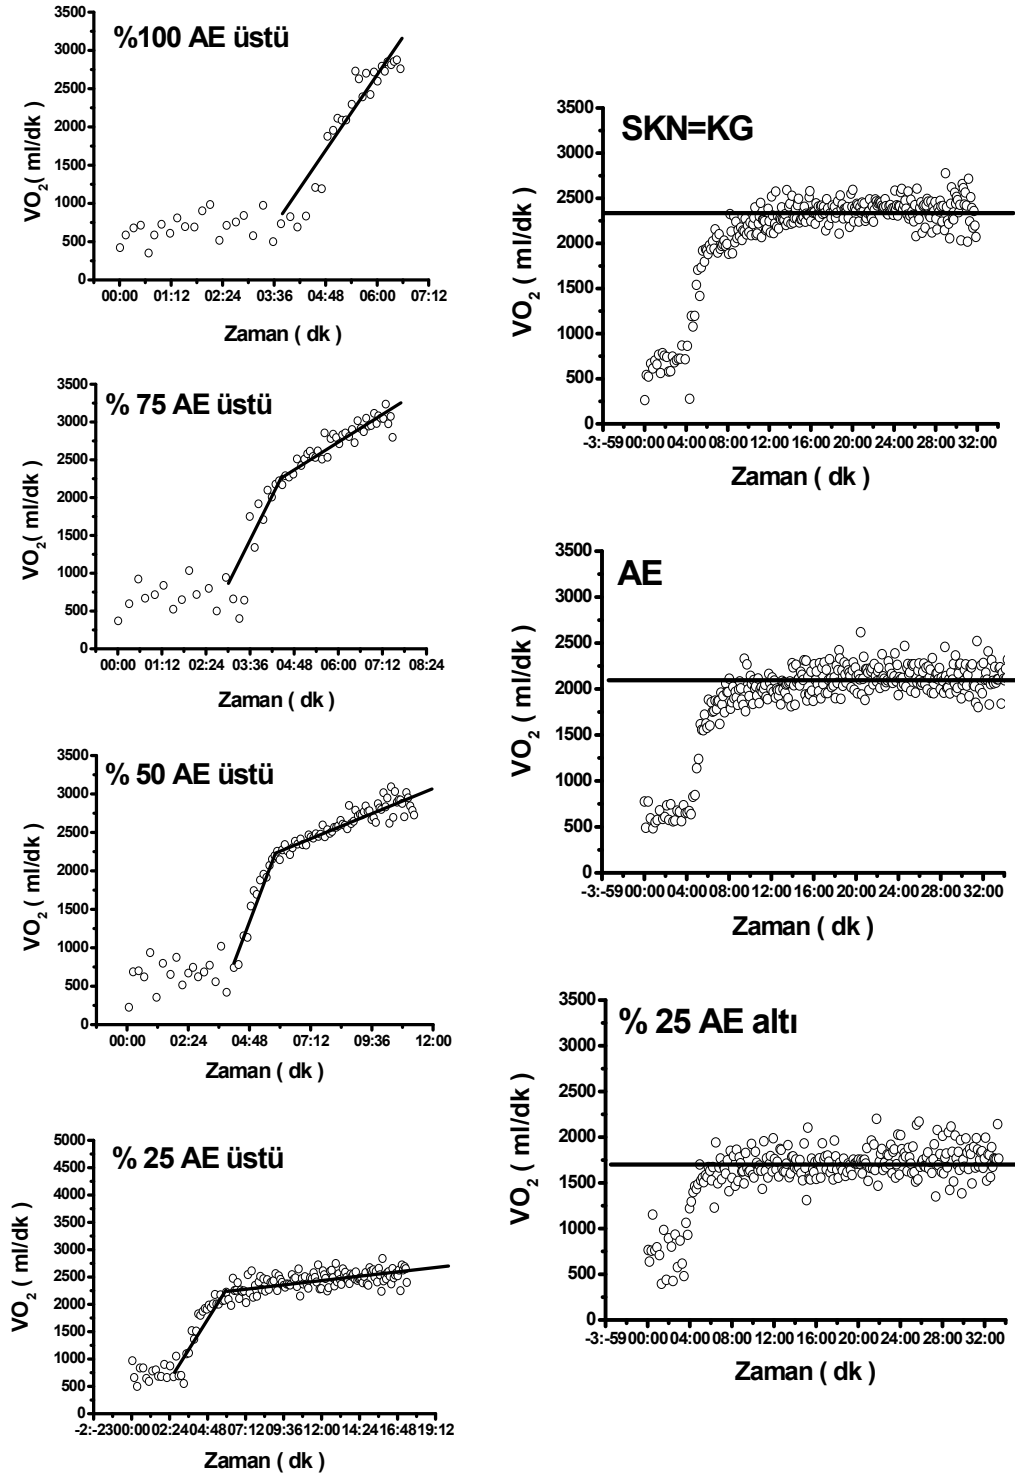 %100 AE üstü
3500
3000
2500
2000
1500
1000
500
0
VO2( ml/dk )
00:00 01:12 02:24 03:36 04:48 06:00 07:12
Zaman ( dk )
% 75 AE üstü
3500
3000
2500
2000
1500
1000
500
0
VO2( ml/dk )
00:00 01:12 02:24 03:36 04:48 06:00 07:12 08:24
Zaman ( dk )
% 50 AE üstü
3500
3000
2500
2000
1500
1000
500
0
VO2 ( ml/dk )
00:00 02:24 04:48 07:12 09:36 12:00
Zaman ( dk )
% 25 AE üstü
5000
4500
4000
3500
3000
2500
2000
1500
1000
500
0
VO2 ( ml/dk )
-2:-23 00:00 02:24 04:48 07:12 09:36 12:00 14:24 16:48 19:12
Zaman ( dk )
SKN=KG
3500
3000
2500
2000
1500
1000
500
0
VO2 ( ml/dk )
-3:-59 00:00 04:00 08:00 12:00 16:00 20:00 24:00 28:00 32:00
Zaman ( dk )
AE
3500
3000
2500
2000
1500
1000
500
0
VO2 ( ml/dk )
-3:-59 00:00 04:00 08:00 12:00 16:00 20:00 24:00 28:00 32:00
Zaman ( dk )
% 25 AE altı
3500
3000
2500
2000
1500
1000
500
0
VO2 ( ml/dk )
-3:-59 00:00 04:00 08:00 12:00 16:00 20:00 24:00 28:00 32:00
Zaman ( dk )